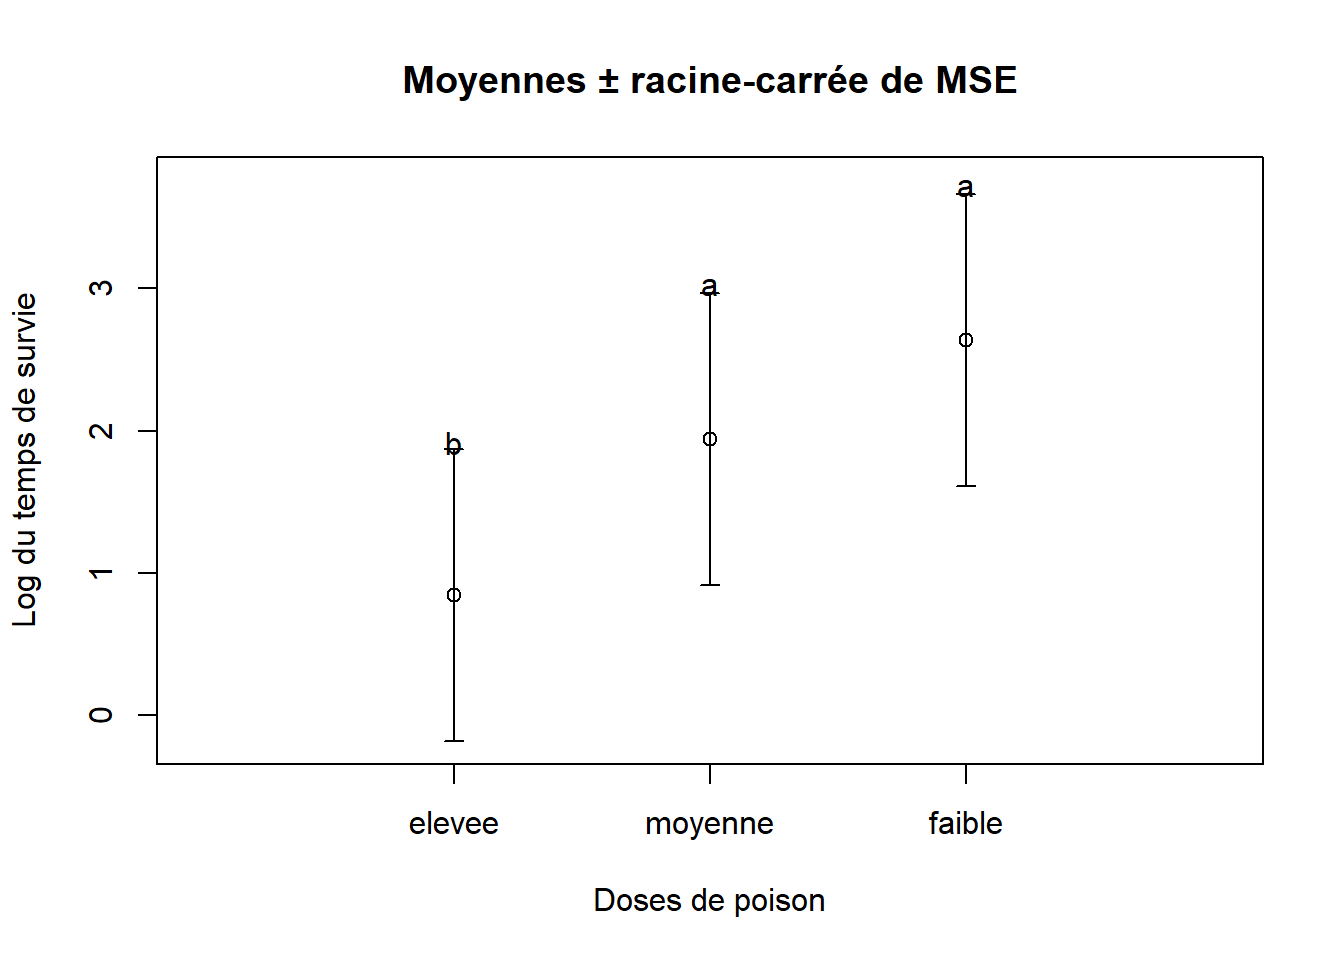 Moyennes ± racine-carrée de MSE
Log du temps de survie
3
2
1
0
b
a
a
elevee
moyenne
faible
Doses de poison